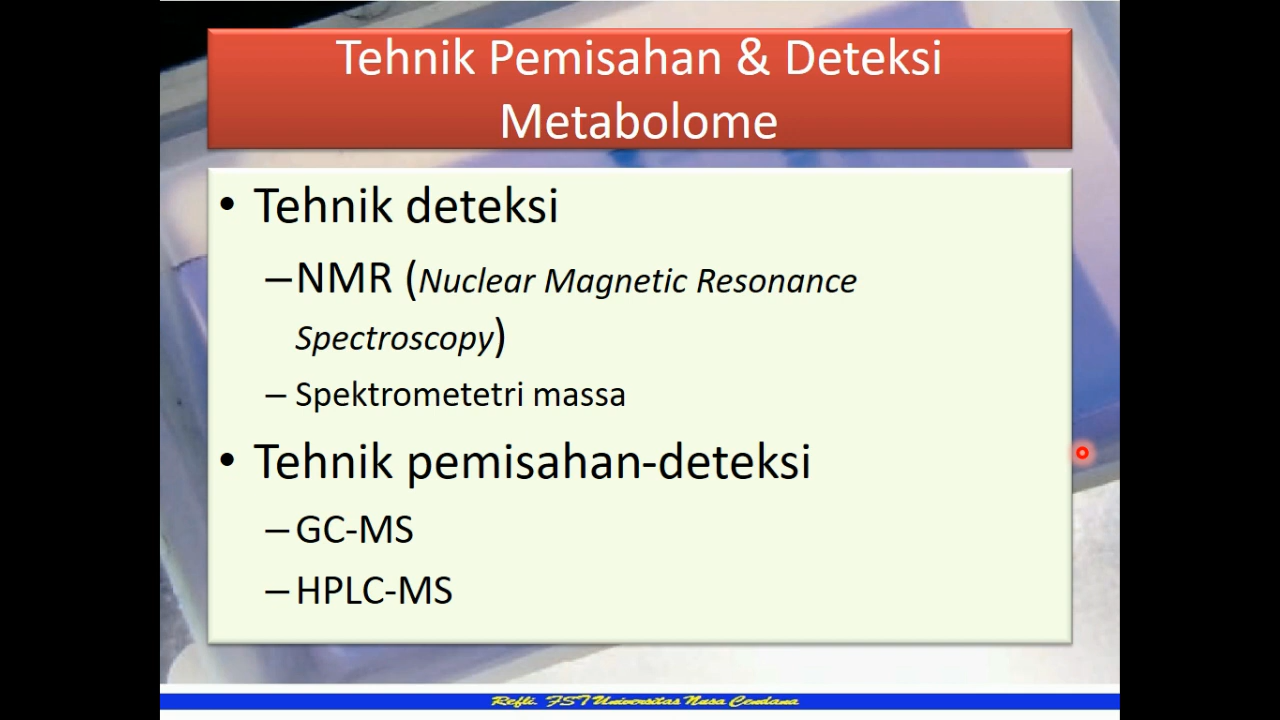 Tehnik Pemisahan & Deteksi
Metabolome
• Tehnik deteksi
–NMR (Nuclear Magnetic Resonance
Spectroscopy)
– Spektrometetri massa
• Tehnik pemisahan-deteksi
–GC-MS
–HPLC-MS
Refli. FST Universitas Nusa Cendana